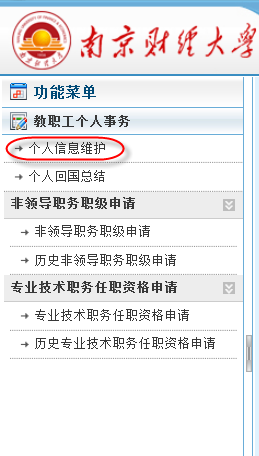 南京财经大学
功能菜单
教职工个人事务
个人信息维护
个人回国总结
非领导职务职级申请
非领导职务职级申请
历史非领导职务职级申请
专业技术职务任职资格申请
专业技术职务任职资格申请
历史专业技术职务任职资格申请